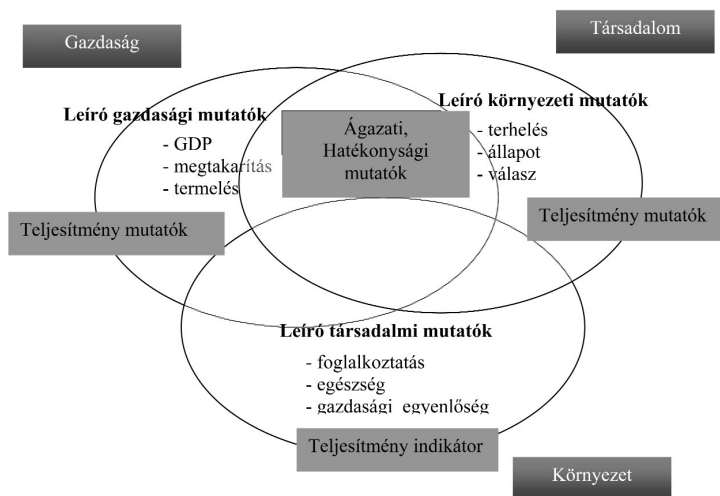 Gazdaság
Társadalom
Leíró gazdasági mutatók
- GDP
- megtakarítás
- termelés
Ágazati,
Hatékonysági
mutatók
Leíró környezeti mutatók
- terhelés
- állapot
- válasz
Teljesítmény mutatók
Teljesítmény mutatók
Leíró társadalmi mutatók
- foglalkoztatás
- egészség
- gazdasági egyenlőség
Teljesítmény indikátor
Környezet